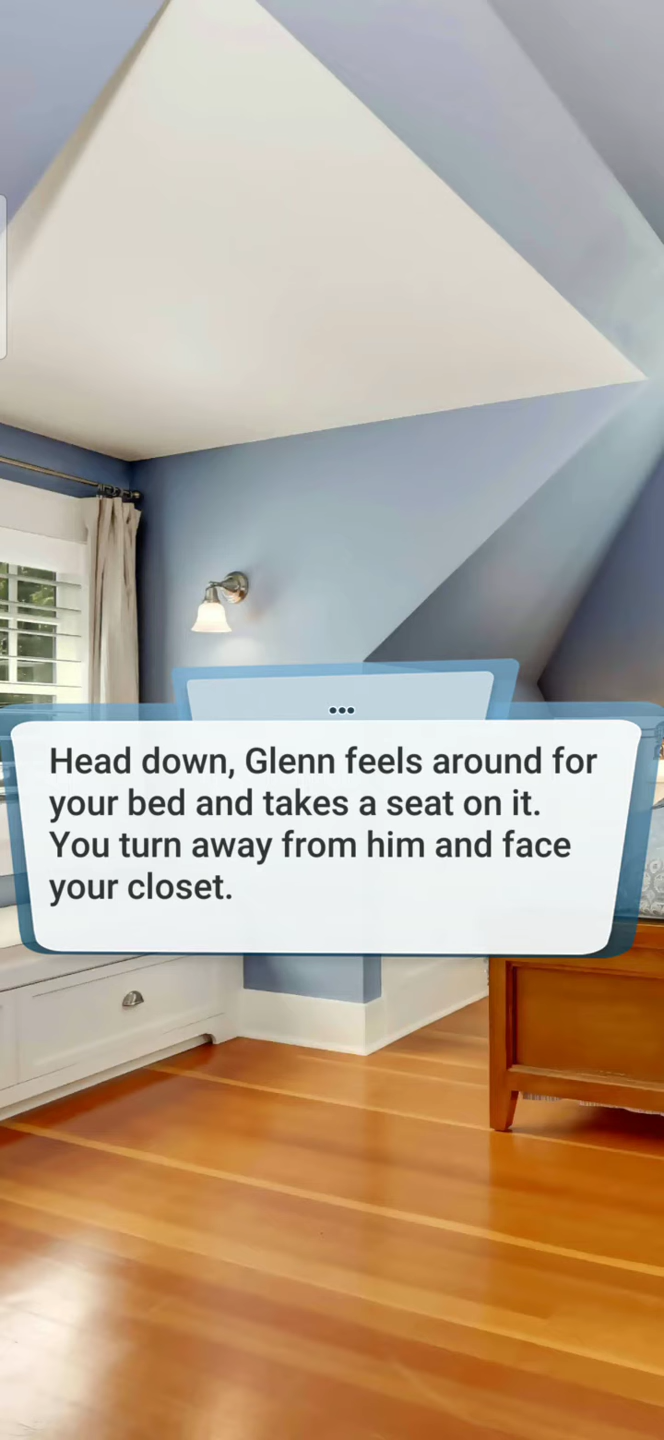 •••
Head down, Glenn feels around for
your bed and takes a seat on it.
You turn away from him and face
your closet.